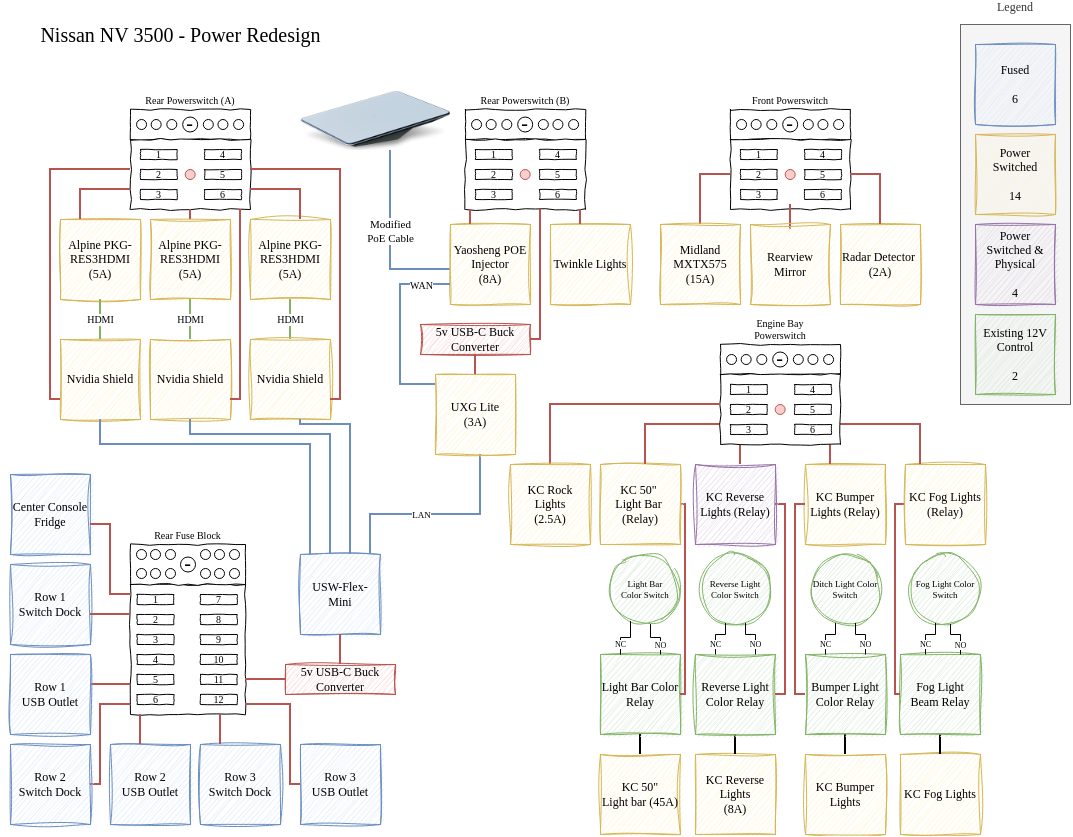 Nissan NV 3500 - Power Redesign
Legend
Fused
6
Power
Switched
14
Power
Switched &
Physical
4
Existing 12V
Control
2
Rear Powerswitch (A)
1
2
3
4
5
6
Rear Powerswitch (B)
1
2
3
4
5
6
Front Powerswitch
1
2
3
4
5
6
Alpine PKG-
RES3HDMI
(5A)
Alpine PKG-
RES3HDMI
(5A)
Alpine PKG-
RES3HDMI
(5A)
HDMI
HDMI
HDMI
Nvidia Shield
Nvidia Shield
Nvidia Shield
Modified
PoE Cable
Yaosheng POE
Injector
(8A)
Twinkle Lights
WAN
5v USB-C Buck
Converter
UXG Lite
(3A)
LAN
Midland
MXTX575
(15A)
Rearview
Mirror
Radar Detector
(2A)
Engine Bay
Powerswitch
1
2
3
4
5
6
KC Rock
Lights
(2.5A)
KC 50"
Light Bar
(Relay)
KC Reverse
Lights (Relay)
KC Bumper
Lights (Relay)
KC Fog Lights
(Relay)
Light Bar
Color Switch
Reverse Light
Color Switch
Ditch Light Color
Switch
Fog Light Color
Switch
NC
NO
NC
NO
NC
NO
NC
NO
Light Bar Color
Relay
Reverse Light
Color Relay
Bumper Light
Color Relay
Fog Light
Beam Relay
KC 50"
Light bar (45A)
KC Reverse
Lights
(8A)
KC Bumper
Lights
KC Fog Lights
Center Console
Fridge
Row 1
Switch Dock
Row 1
USB Outlet
Row 2
Switch Dock
Row 2
USB Outlet
Row 3
Switch Dock
Row 3
USB Outlet
Rear Fuse Block
1
2
3
4
5
6
7
8
9
10
11
12
USW-Flex-
Mini
5v USB-C Buck
Converter